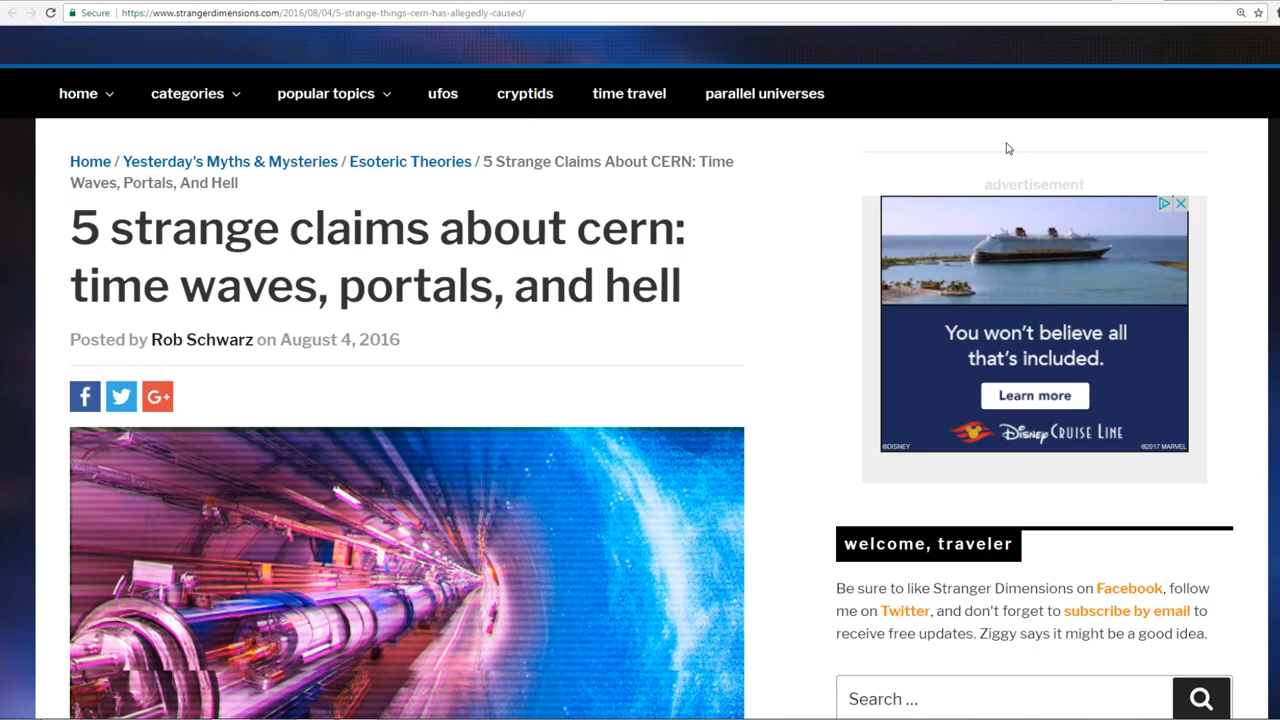 Secure https://www.strangerdimensions.com/2016/08/04/5-strange-things-cern-has-allegedly-caused/
home categories popular topics ufos cryptids time travel parallel universes
Home / Yesterday's Myths & Mysteries / Esoteric Theories / 5 Strange Claims About CERN: Time
Waves, Portals, And Hell
5 strange claims about cern:
time waves, portals, and hell
Posted by Rob Schwarz on August 4, 2016
f
G+
advertisement
You won't believe all
that's included.
Learn more
©DISNEY
DISNEY CRUISE LINE
©2017 MARVEL
welcome, traveler
Be sure to like Stranger Dimensions on Facebook, follow
me on Twitter, and don't forget to subscribe by email to
receive free updates. Ziggy says it might be a good idea.
Search ...